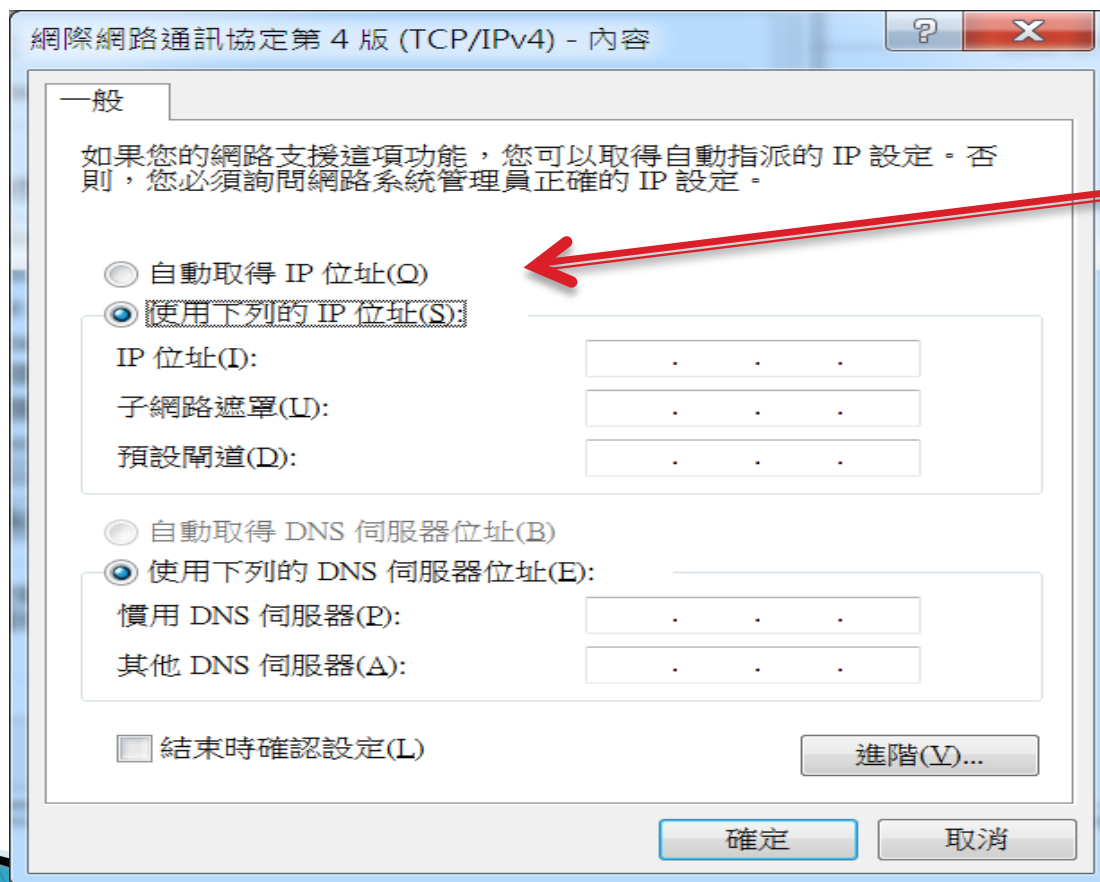 網際網路通訊協定第 4 版 (TCP/IPv4) - 內容
一般
如果您的網路支援這項功能，您可以取得自動指派的 IP 設定。否
則，您必須詢問網路系統管理員正確的 IP 設定。
自動取得 IP 位址(O)
使用下列的 IP 位址(S):
IP 位址(I): . . .
子網路遮罩(U): . . .
預設閘道(D): . . .
自動取得 DNS 伺服器位址(B)
使用下列的 DNS 伺服器位址(E):
慣用 DNS 伺服器(P): . . .
其他 DNS 伺服器(A): . . .
結束時確認設定(L)
進階(V)...
確定 取消